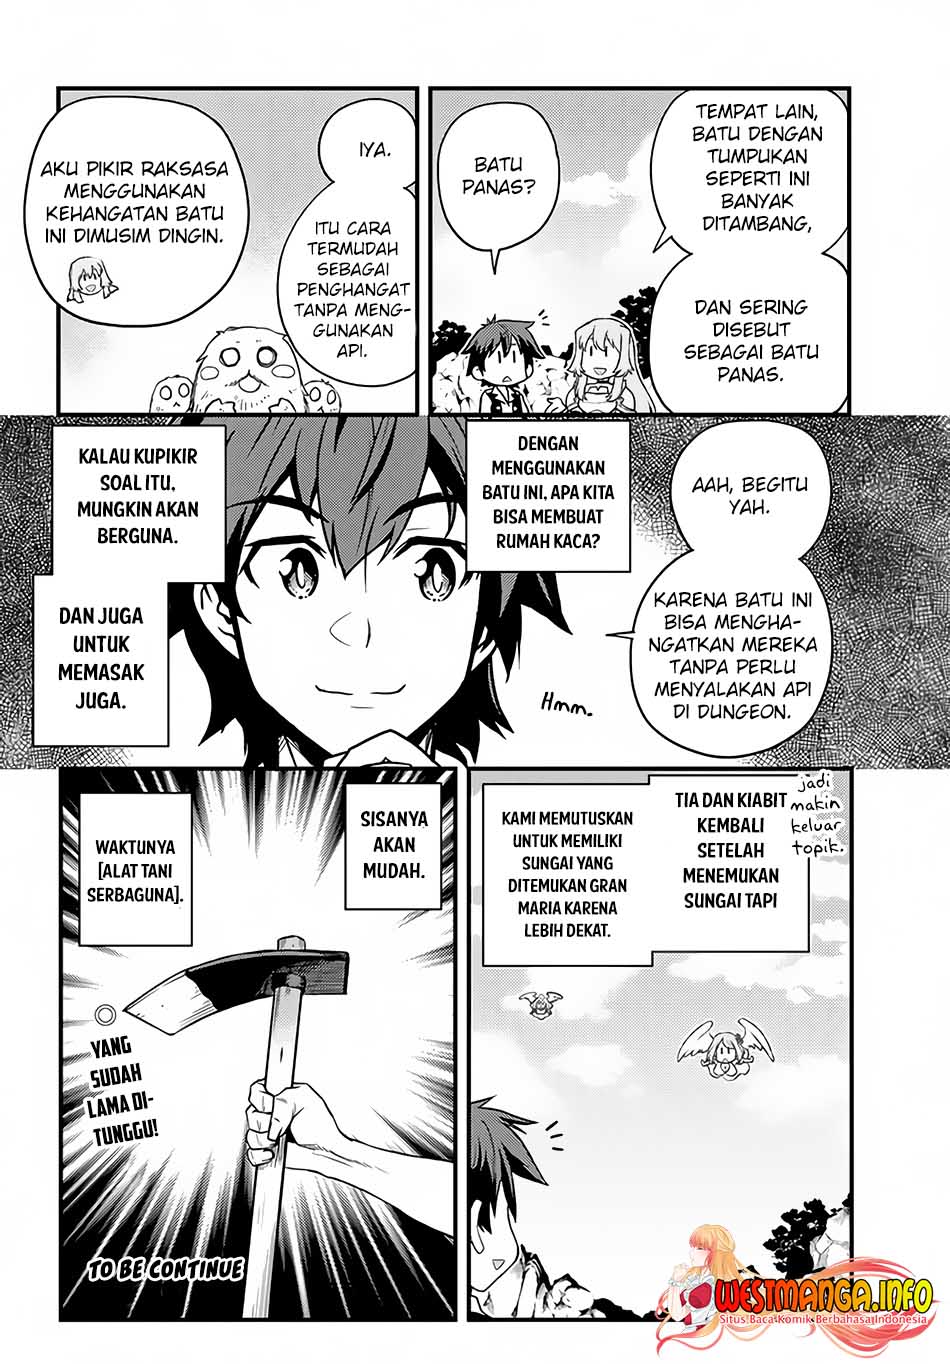 TEMPAT LAIN,
BATU DENGAN
TUMPUKAN
SEPERTI INI
BANYAK
DITAMBANG,
DAN SERING
DISEBUT
SEBAGAI BATU
PANAS.
BATU
PANAS?
IYA.
ITU CARA
TERMUDAH
SEBAGAI
PENGHANGAT
TANPA MENG-
GUNAKAN
API.
AKU PIKIR RAKSASA
MENGGUNAKAN
KEHANGATAN BATU
INI DIMUSIM DINGIN.
AAH, BEGITU
YAH.
KARENA BATU INI
BISA MENGHA-
NGATKAN MEREKA
TANPA PERLU
MENYALAKAN API
DI DUNGEON.
Hmm.
DENGAN
MENGGUNAKAN
BATU INI, APA KITA
BISA MEMBUAT
RUMAH KACA?
KALAU KUPIKIR
SOAL ITU,
MUNGKIN AKAN
BERGUNA.
DAN JUGA
UNTUK
MEMASAK
JUGA.
jadi
makin
keluar
topik.
TIA DAN KIABIT
KEMBALI
SETELAH
MENEMUKAN
SUNGAI TAPI
KAMI MEMUTUSKAN
UNTUK MEMILIKI
SUNGAI YANG
DITEMUKAN GRAN
MARIA KARENA
LEBIH DEKAT.
SISANYA
AKAN
MUDAH.
WAKTUNYA
[ALAT TANI
SERBAGUNA].
YANG
SUDAH
LAMA DI-
TUNGGU!
TO BE CONTINUE
WESTMANGA.INFO
Situs Baca Komik Berbahasa Indonesia